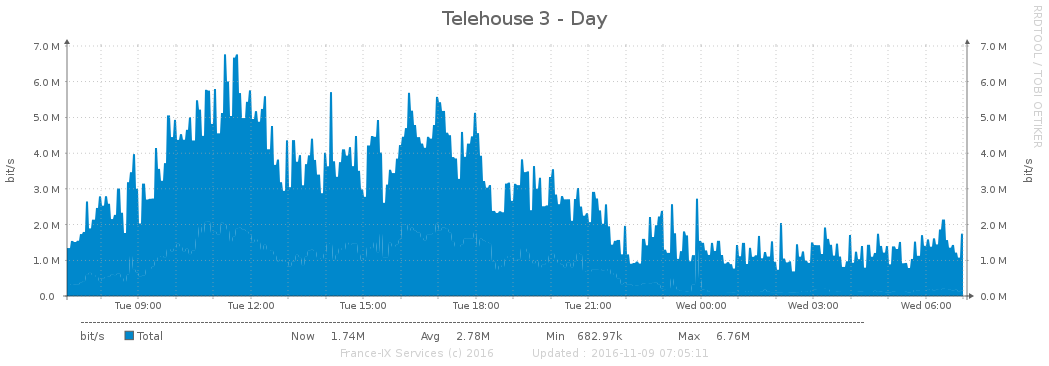 Telehouse 3 - Day
RRDTOOL / TOBI OETIKER
bit/s
7.0 M 7.0 M
6.0 M 6.0 M
5.0 M 5.0 M
4.0 M 4.0 M
3.0 M 3.0 M
2.0 M 2.0 M
1.0 M 1.0 M
0.0 0.0 M
bit/s
Tue 09:00 Tue 12:00 Tue 15:00 Tue 18:00 Tue 21:00 Wed 00:00 Wed 03:00 Wed 06:00
bit/s Total Now 1.74M Avg 2.78M Min 682.97k Max 6.76M
France-IX Services (c) 2016 Updated : 2016-11-09 07:05:11